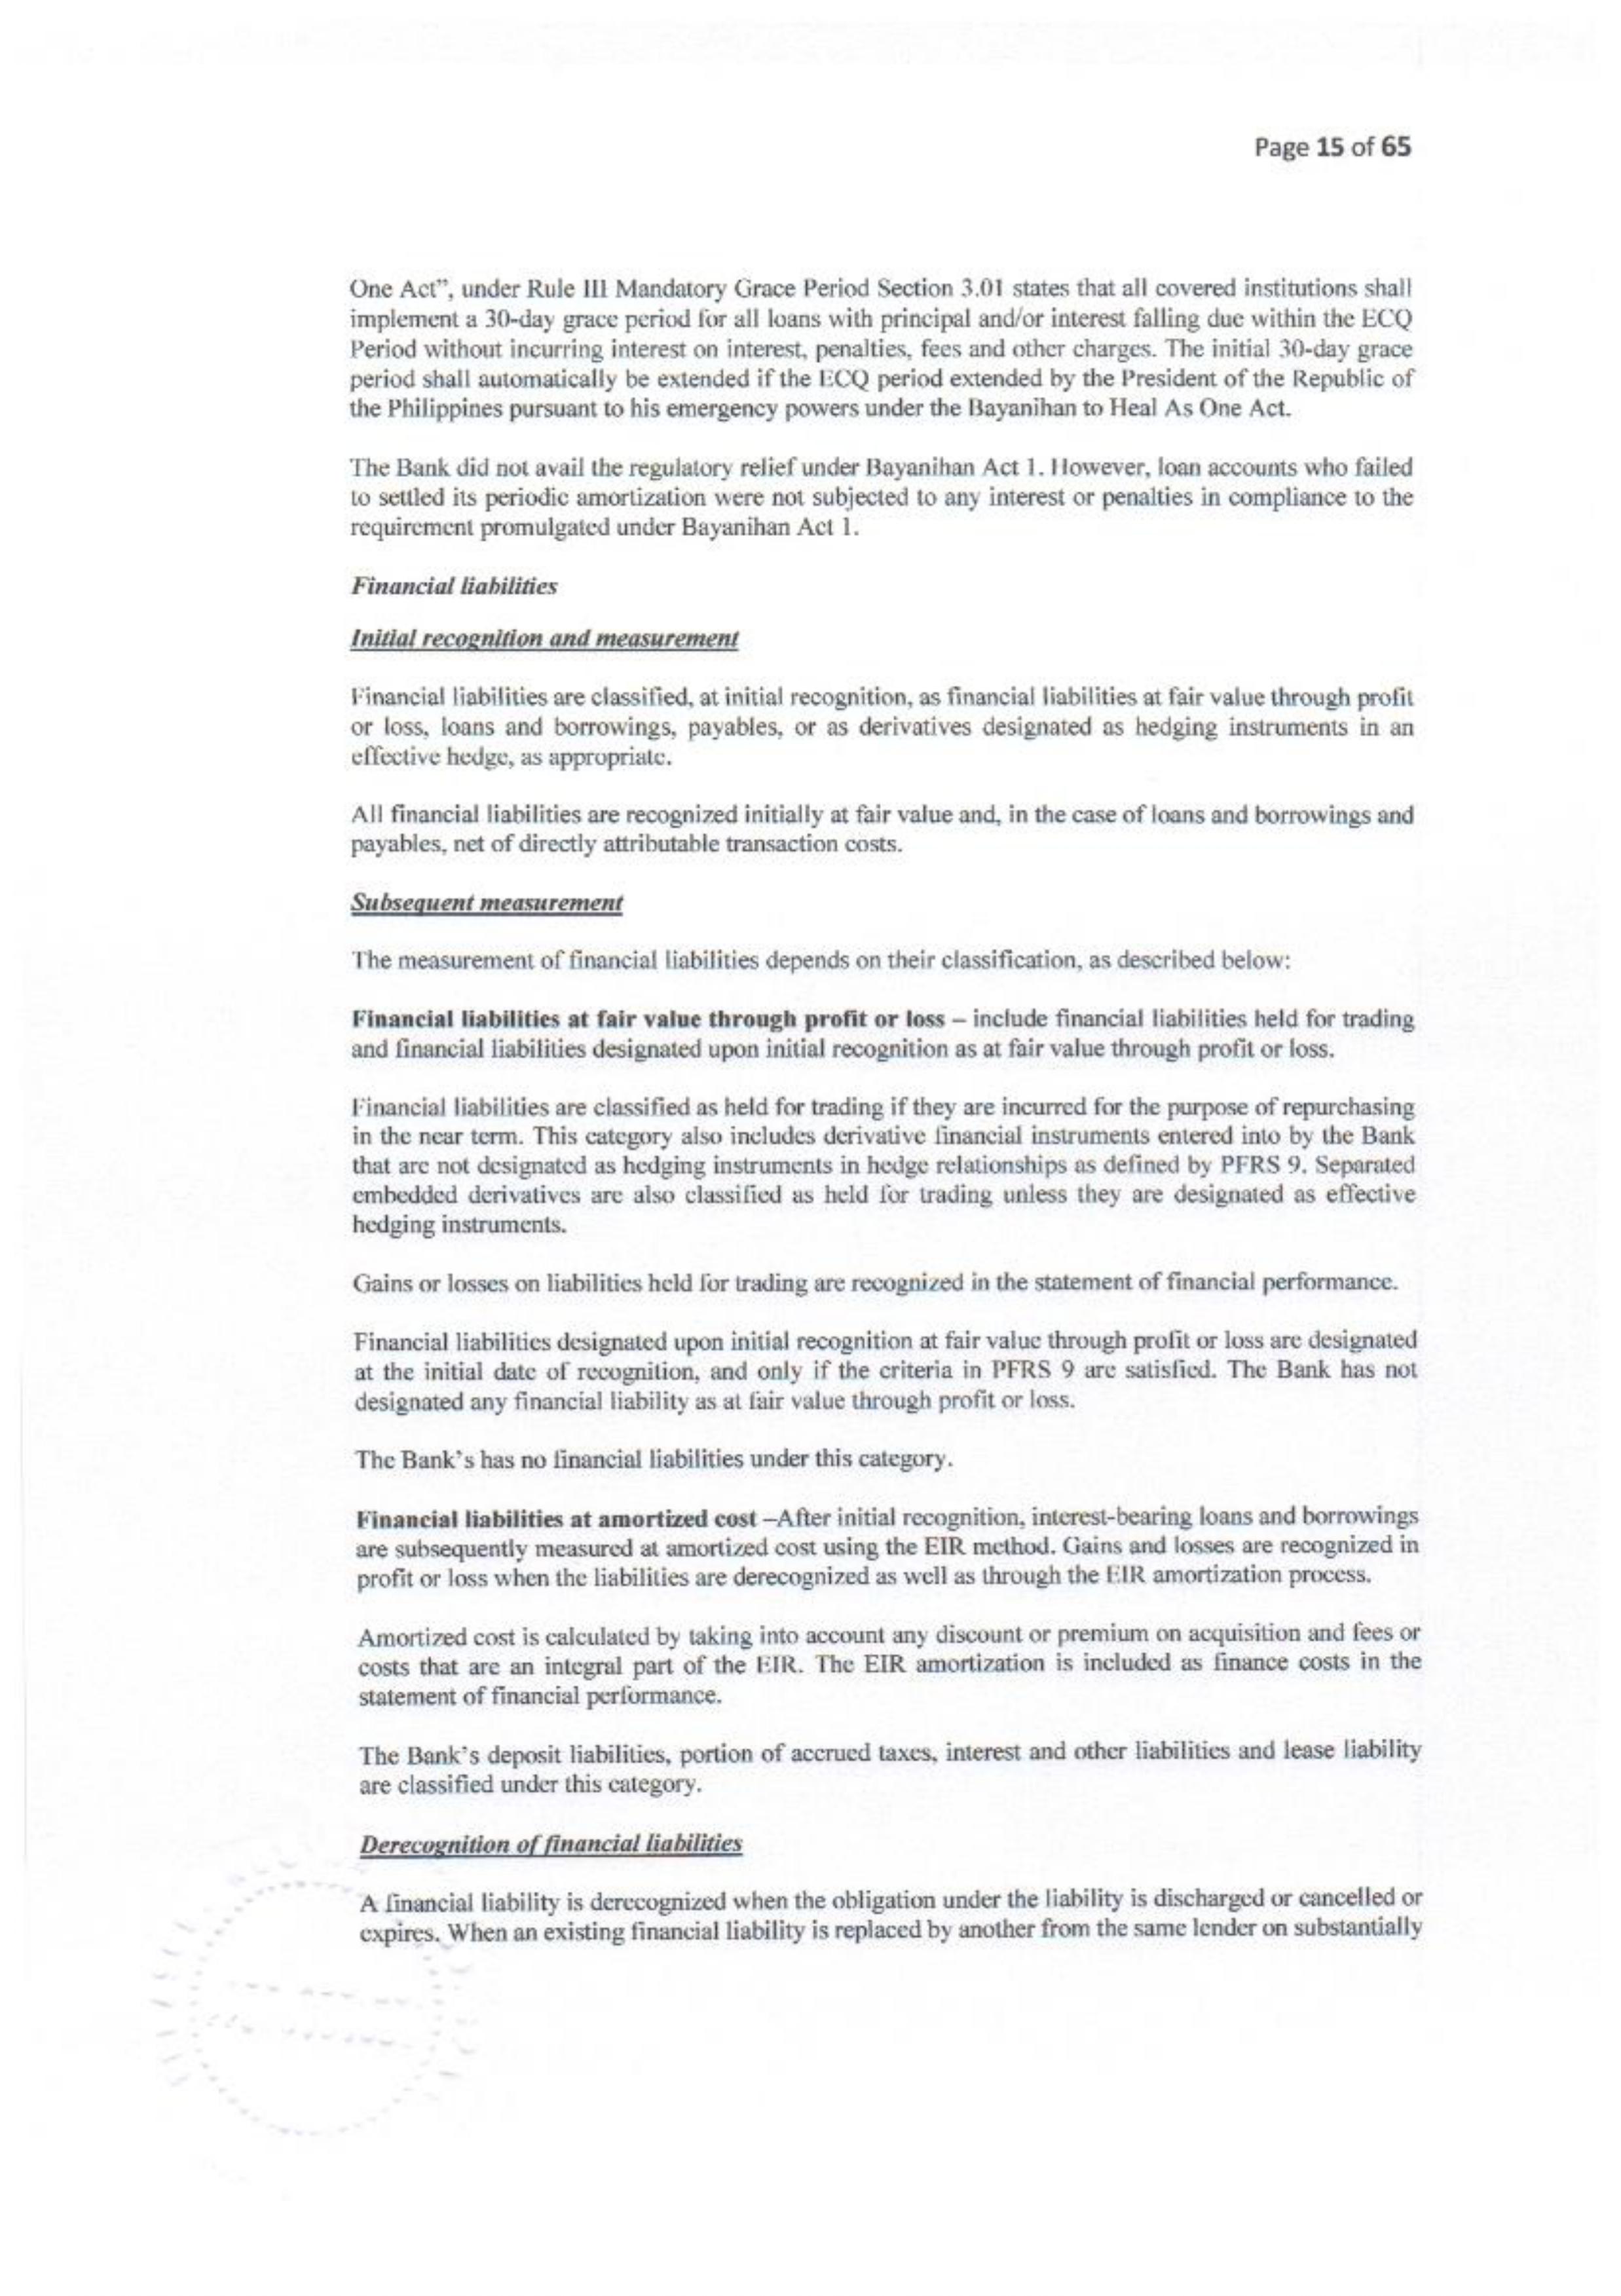 Page 15 of 65
One Act”, under Rule III Mandatory Grace Period Section 3.01 states that all covered institutions shall
implement a 30-day grace period for all loans with principal and/or interest falling due within the ECQ
Period without incurring interest on interest, penalties, fees and other charges. The initial 30-day grace
period shall automatically be extended if the ECQ period extended by the President of the Republic of
the Philippines pursuant to his emergency powers under the Bayanihan to Heal As One Act.
The Bank did not avail the regulatory relief under Bayanihan Act 1. However, loan accounts who failed
to settled its periodic amortization were not subjected to any interest or penalties in compliance to the
requirement promulgated under Bayanihan Act 1.
Financial liabilities
Initial recognition and measurement
Financial liabilities are classified, at initial recognition, as financial liabilities at fair value through profit
or loss, loans and borrowings, payables, or as derivatives designated as hedging instruments in an
effective hedge, as appropriate.
All financial liabilities are recognized initially at fair value and, in the case of loans and borrowings and
payables, net of directly attributable transaction costs.
Subsequent measurement
The measurement of financial liabilities depends on their classification, as described below:
Financial liabilities at fair value through profit or loss – include financial liabilities held for trading
and financial liabilities designated upon initial recognition as at fair value through profit or loss.
Financial liabilities are classified as held for trading if they are incurred for the purpose of repurchasing
in the near term. This category also includes derivative financial instruments entered into by the Bank
that are not designated as hedging instruments in hedge relationships as defined by PFRS 9. Separated
embedded derivatives are also classified as held for trading unless they are designated as effective
hedging instruments.
Gains or losses on liabilities held for trading are recognized in the statement of financial performance.
Financial liabilities designated upon initial recognition at fair value through profit or loss are designated
at the initial date of recognition, and only if the criteria in PFRS 9 are satisfied. The Bank has not
designated any financial liability as at fair value through profit or loss.
The Bank’s has no financial liabilities under this category.
Financial liabilities at amortized cost –After initial recognition, interest-bearing loans and borrowings
are subsequently measured at amortized cost using the EIR method. Gains and losses are recognized in
profit or loss when the liabilities are derecognized as well as through the EIR amortization process.
Amortized cost is calculated by taking into account any discount or premium on acquisition and fees or
costs that are an integral part of the EIR. The EIR amortization is included as finance costs in the
statement of financial performance.
The Bank’s deposit liabilities, portion of accrued taxes, interest and other liabilities and lease liability
are classified under this category.
Derecognition of financial liabilities
A financial liability is derecognized when the obligation under the liability is discharged or cancelled or
expires. When an existing financial liability is replaced by another from the same lender on substantially